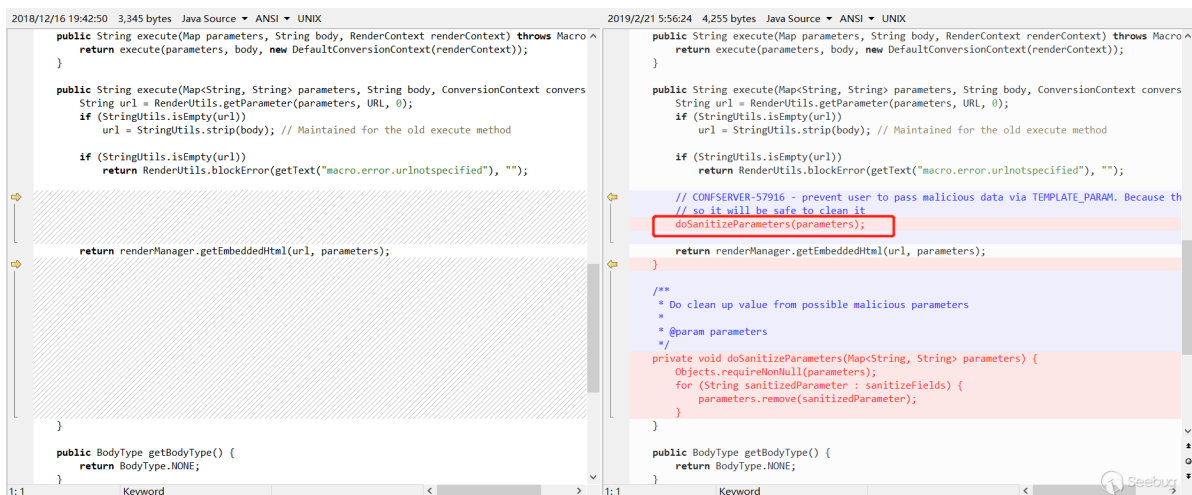 2018/12/16 19:42:50 3,345 bytes Java Source ▾ ANSI ▾ UNIX
public String execute(Map parameters, String body, RenderContext renderContext) throws Macro
return execute(parameters, body, new DefaultConversionContext(renderContext));
}
public String execute(Map<String, String> parameters, String body, ConversionContext convers
String url = RenderUtils.getParameter(parameters, URL, 0);
if (StringUtils.isEmpty(url))
url = StringUtils.strip(body); // Maintained for the old execute method
if (StringUtils.isEmpty(url))
return RenderUtils.blockError(getText("macro.error.urlnotspecified"), "");
return renderManager.getEmbeddedHtml(url, parameters);
}
public BodyType getBodyType() {
return BodyType.NONE;
}
1: 1 Keyword
2019/2/21 5:56:24 4,255 bytes Java Source ▾ ANSI ▾ UNIX
public String execute(Map parameters, String body, RenderContext renderContext) throws Macro
return execute(parameters, body, new DefaultConversionContext(renderContext));
}
public String execute(Map<String, String> parameters, String body, ConversionContext convers
String url = RenderUtils.getParameter(parameters, URL, 0);
if (StringUtils.isEmpty(url))
url = StringUtils.strip(body); // Maintained for the old execute method
if (StringUtils.isEmpty(url))
return RenderUtils.blockError(getText("macro.error.urlnotspecified"), "");
// CONFSERVER-57916 - prevent user to pass malicious data via TEMPLATE_PARAM. Because th
// so it will be safe to clean it
doSanitizeParameters(parameters);
return renderManager.getEmbeddedHtml(url, parameters);
}
/**
* Do clean up value from possible malicious parameters
*
* @param parameters
*/
private void doSanitizeParameters(Map<String, String> parameters) {
Objects.requireNonNull(parameters);
for (String sanitizedParameter : sanitizeFields) {
parameters.remove(sanitizedParameter);
}
}
public BodyType getBodyType() {
return BodyType.NONE;
}
1: 1 Keyword
Seebug